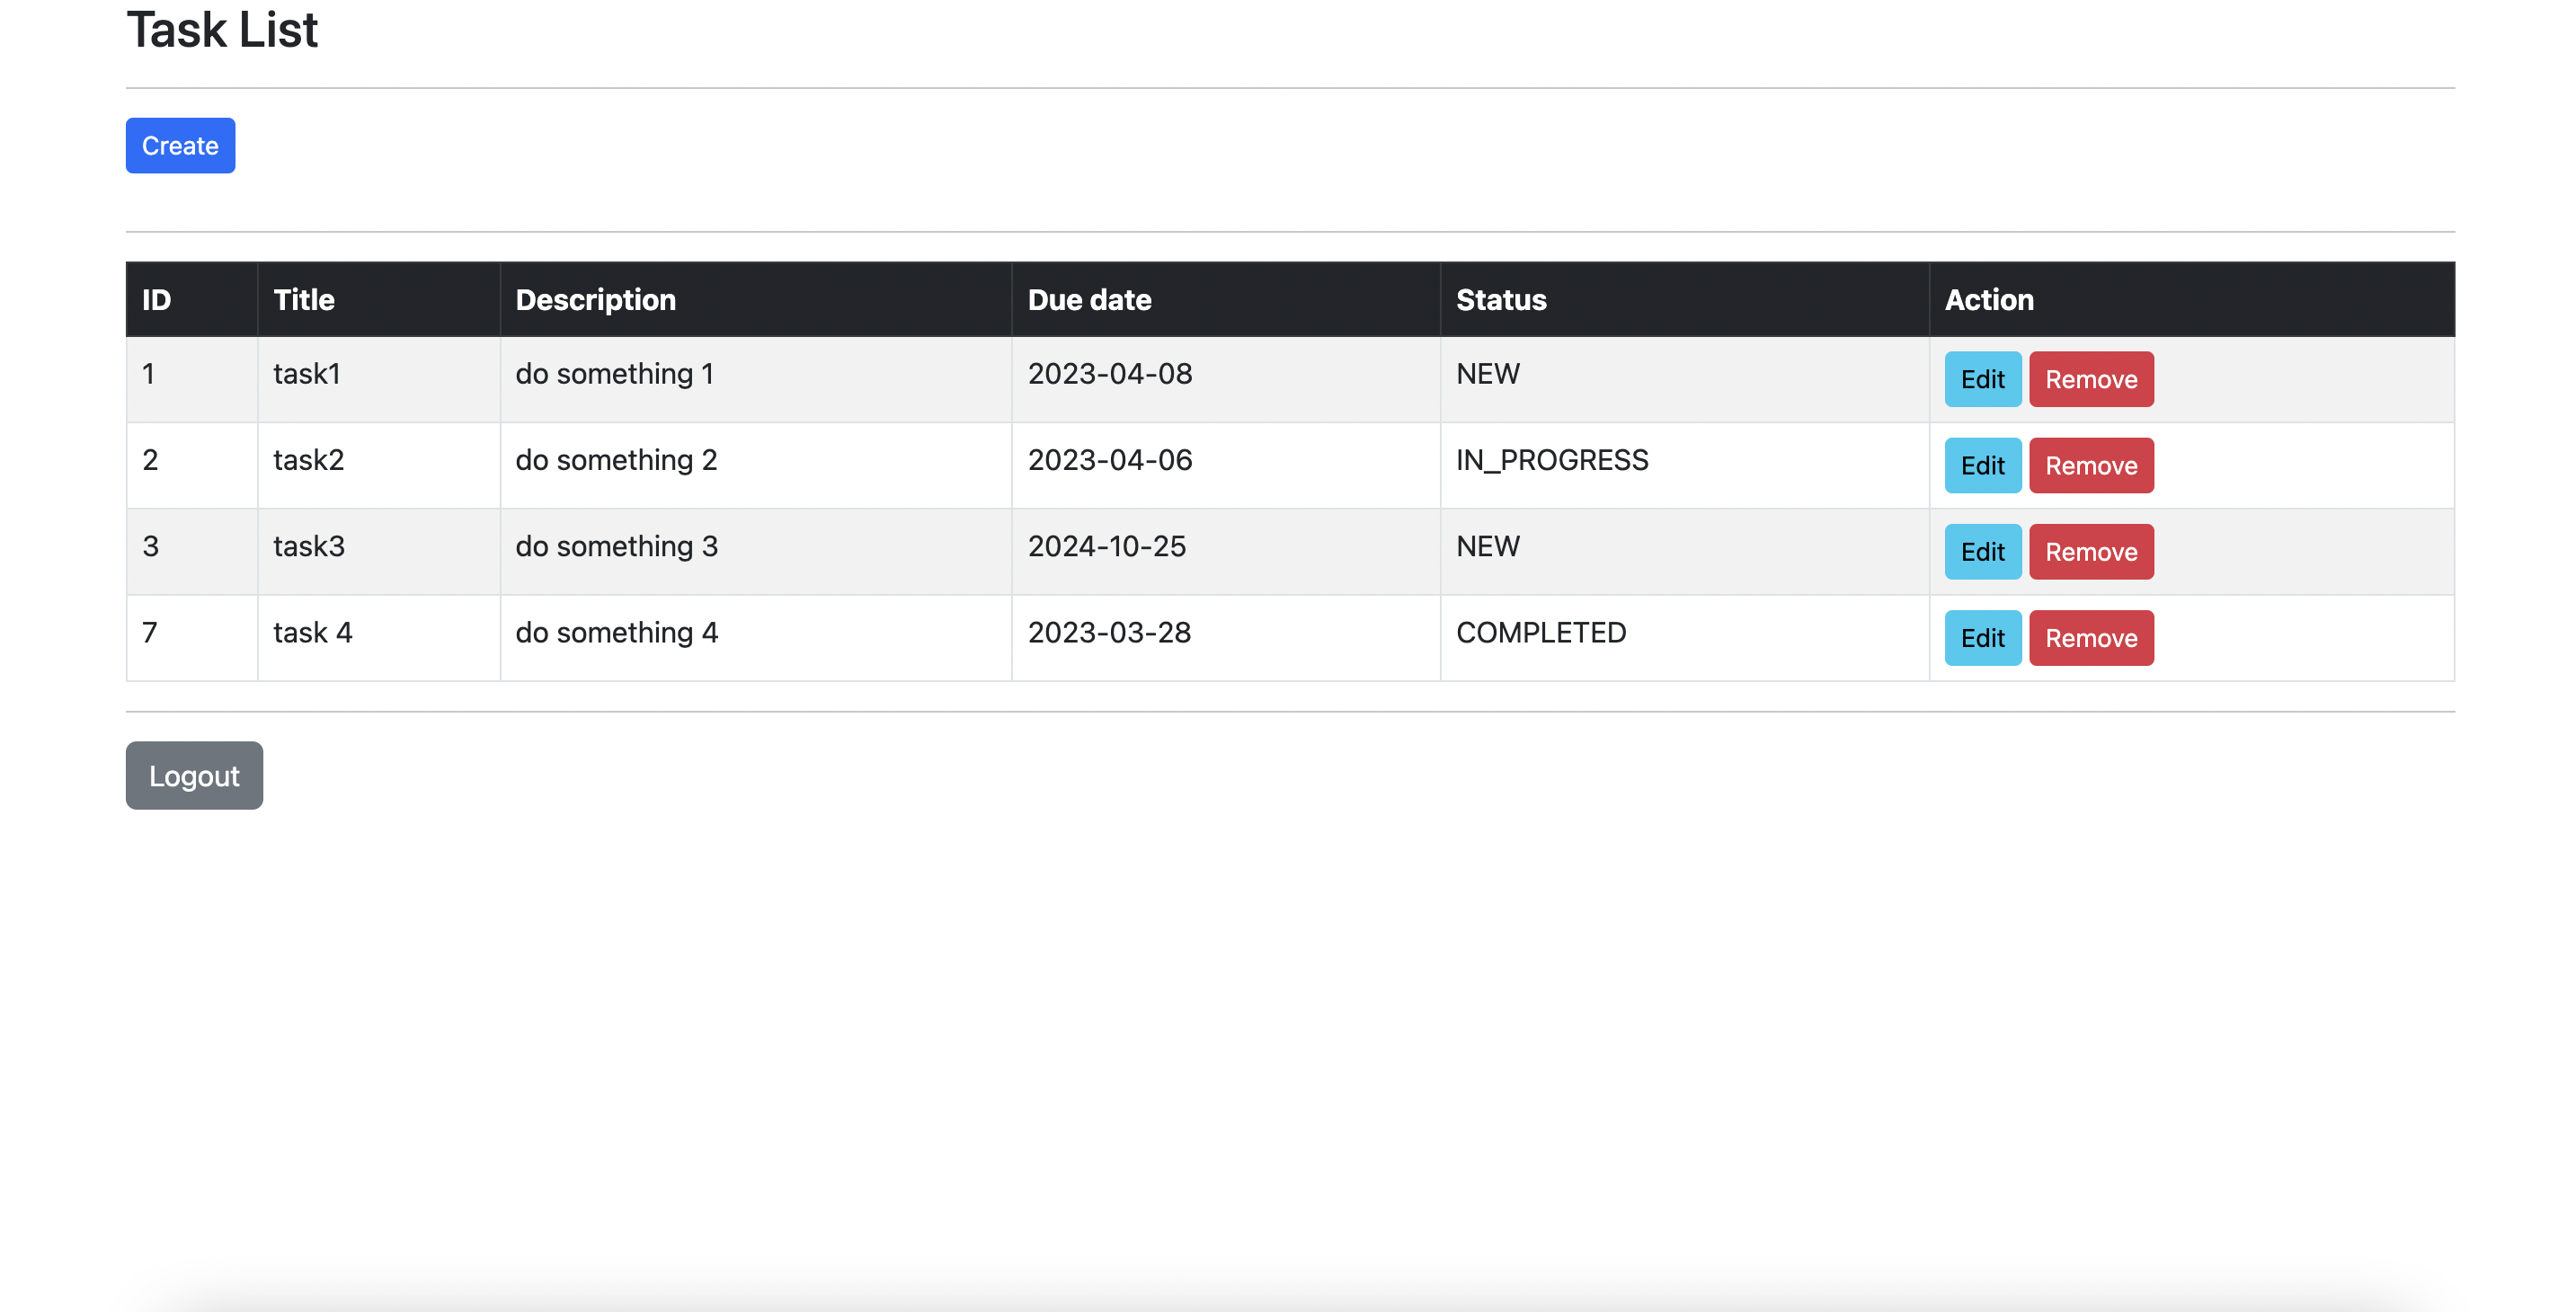 Task List
Create
ID Title Description Due date Status Action
1 task1 do something 1 2023-04-08 NEW Edit Remove
2 task2 do something 2 2023-04-06 IN_PROGRESS Edit Remove
3 task3 do something 3 2024-10-25 NEW Edit Remove
7 task 4 do something 4 2023-03-28 COMPLETED Edit Remove
Logout